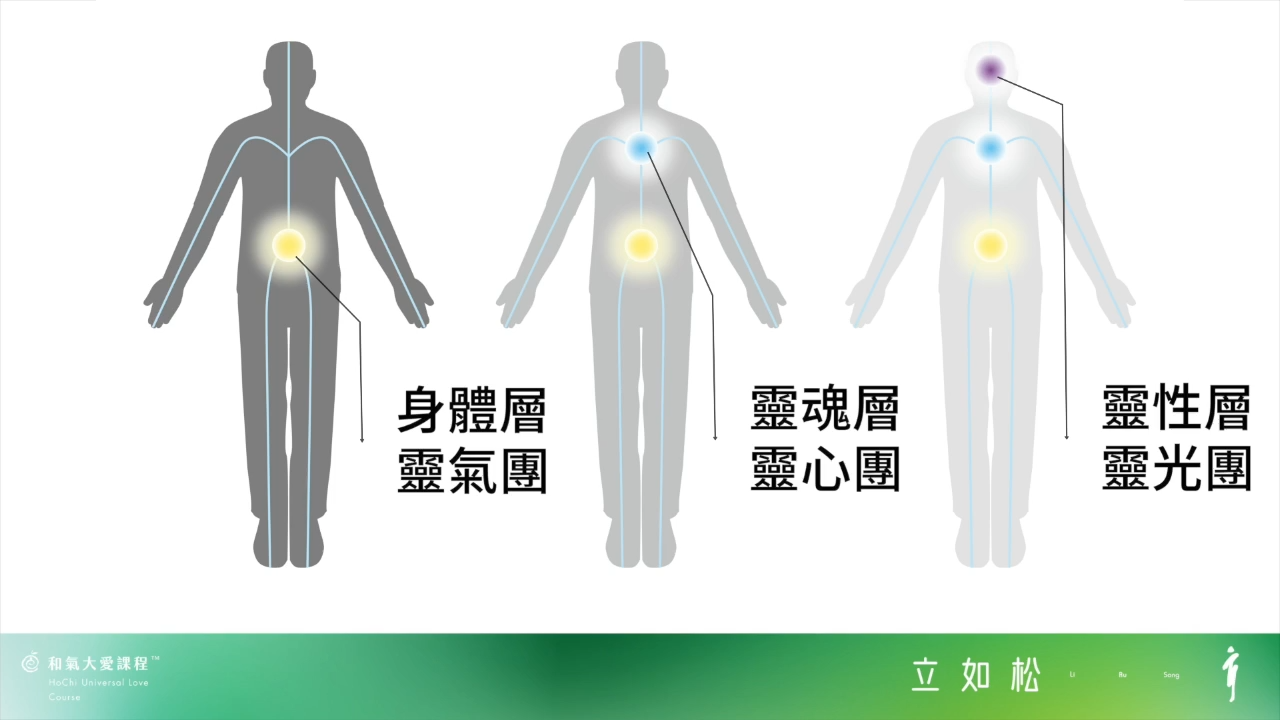 身體層
靈氣團
靈魂層
靈心團
靈性層
靈光團
和氣大愛課程™
HoChi Universal Love
Course
立如松
Li Ru Song